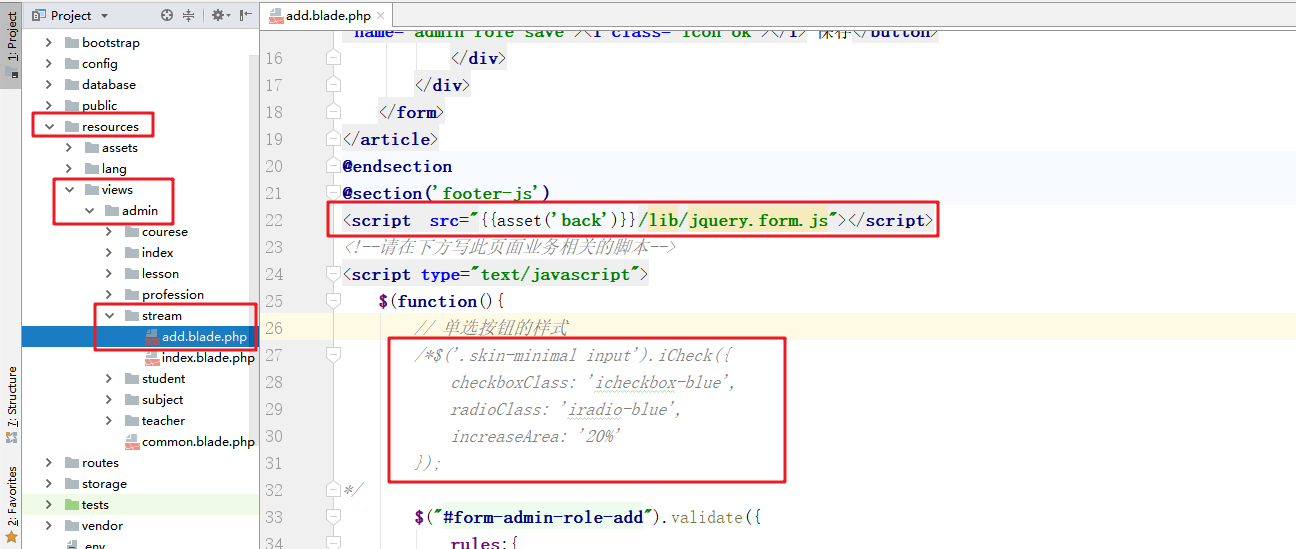 Project
add.blade.php
1: Project
7: Structure
2: Favorites
bootstrap
config
database
public
resources
assets
lang
views
admin
courese
index
lesson
profession
stream
add.blade.php
index.blade.php
student
subject
teacher
common.blade.php
routes
storage
tests
vendor
.env
name="admin role save"><i class="icon ok"></i> 保存</button>
16 </div>
17 </div>
18 </form>
19 </article>
20 @endsection
21 @section('footer-js')
22 <script  src="{{asset('back')}}/lib/jquery.form.js"></script>
23 <!--请在下方写此页面业务相关的脚本-->
24 <script type="text/javascript">
25 $(function(){
26 // 单选按钮的样式
27 /*$('.skin-minimal input').iCheck({
28 checkboxClass: 'icheckbox-blue',
29 radioClass: 'iradio-blue',
30 increaseArea: '20%'
31 });
32 */
33 $("#form-admin-role-add").validate({
34 rules:{